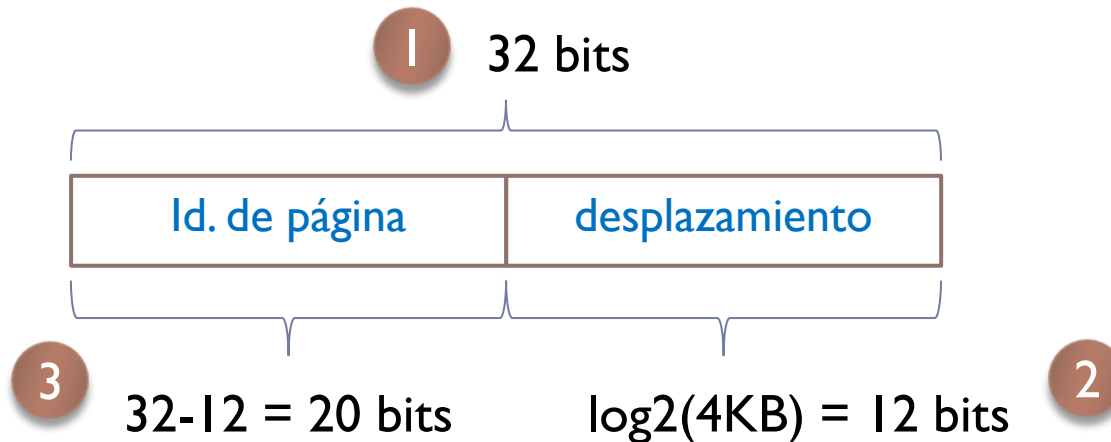 1 32 bits
Id. de página desplazamiento
3 32-12 = 20 bits log2(4KB) = 12 bits 2